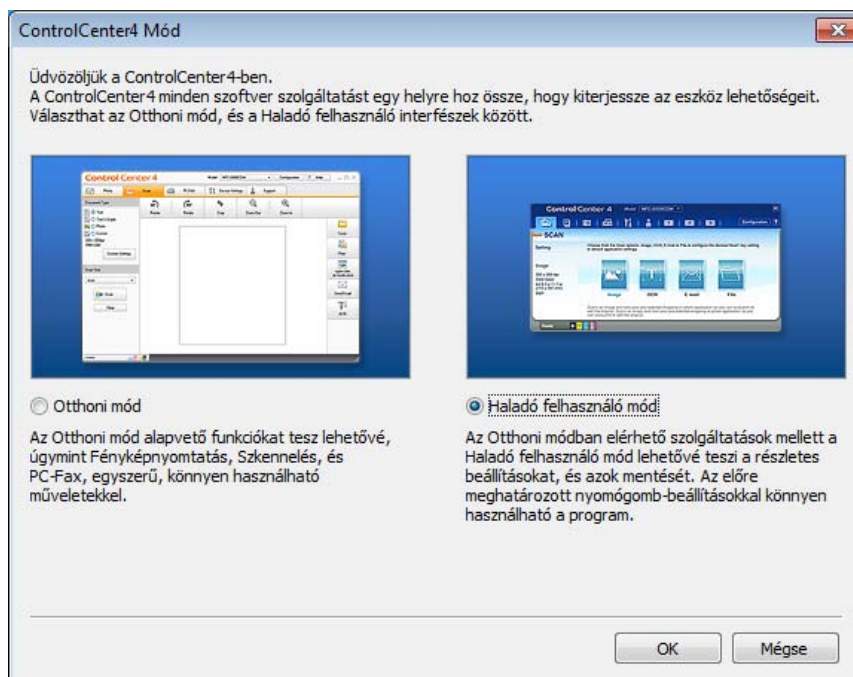 ControlCenter4 Mód
Üdvözöljük a ControlCenter4-ben.
A ControlCenter4 minden szoftver szolgáltatást egy helyre hoz össze, hogy kiterjessze az eszköz lehetőségeit.
Választhat az Otthoni mód, és a Haladó felhasználó interfészek között.
Control Center 4
Control Center 4
SCAN
Otthoni mód
Az Otthoni mód alapvető funkciókat tesz lehetővé,
úgymint Fényképnyomtatás, Szkennelés, és
PC-Fax, egyszerű, könnyen használható
műveletekkel.
Haladó felhasználó mód
Az Otthoni módban elérhető szolgáltatások mellett a
Haladó felhasználó mód lehetővé teszi a részletes
beállításokat, és azok mentését. Az előre
meghatározott nyomógomb-beállításokkal könnyen
használható a program.
OK
Mégse